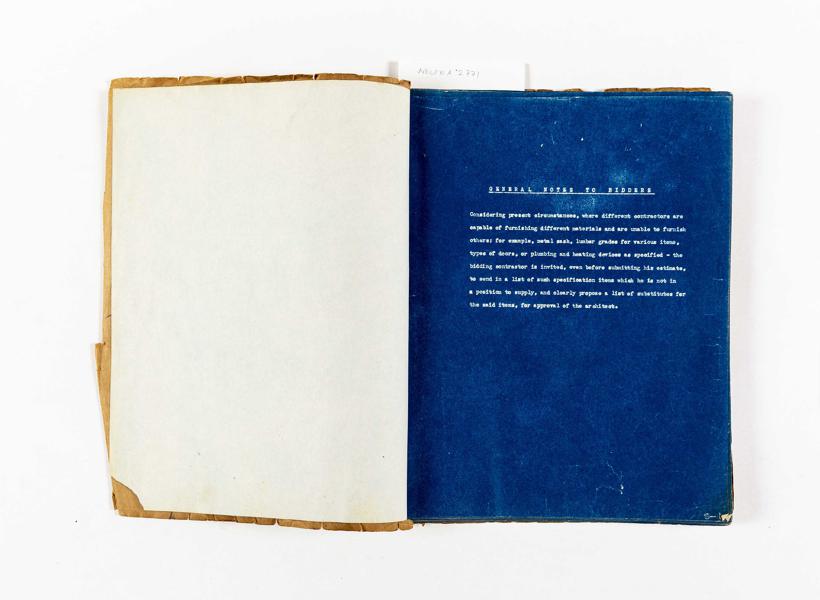 GENERAL NOTES TO BIDDERS
Considering present circumstances, where different contractors are
capable of furnishing different materials and are unable to furnish
others; for example, metal sash, lumber grades for various items,
types of doors, or plumbing and heating devices as specified - the
bidding contractor is invited, even before submitting his estimate,
to send in a list of such specification items which he is not in
a position to supply, and clearly propose a list of substitutes for
the said items, for approval of the architect.